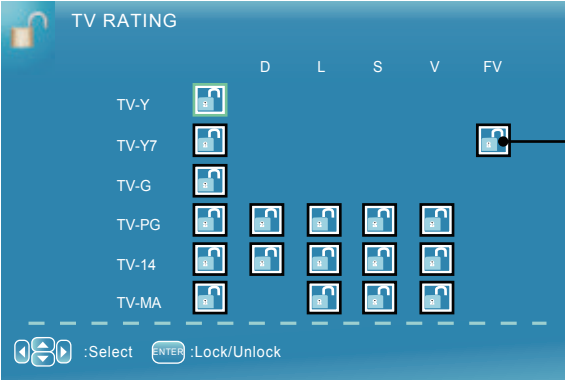 TV RATING
D L S V FV
TV-Y
TV-Y7
TV-G
TV-PG
TV-14
TV-MA
:Select ENTER :Lock/Unlock